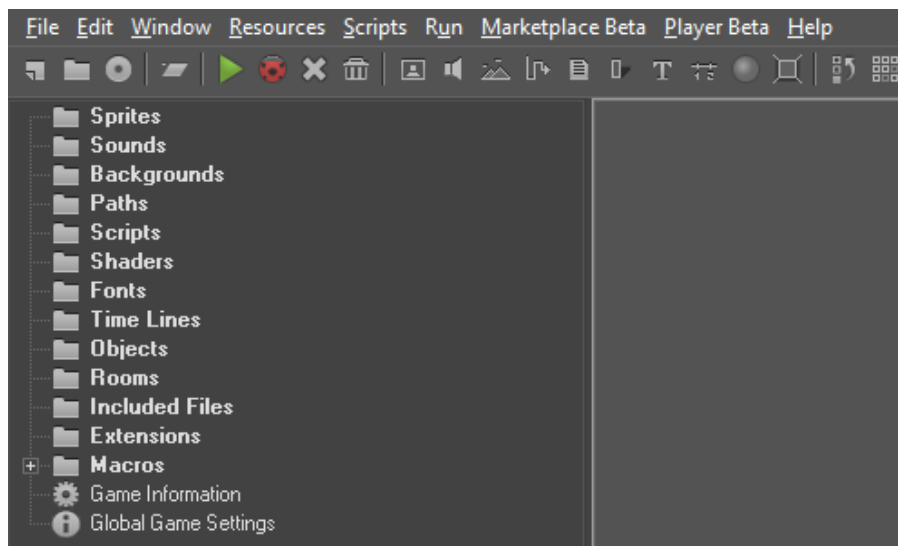 File Edit Window Resources Scripts Run Marketplace Beta Player Beta Help
Sprites
Sounds
Backgrounds
Paths
Scripts
Shaders
Fonts
Time Lines
Objects
Rooms
Included Files
Extensions
Macros
Game Information
Global Game Settings